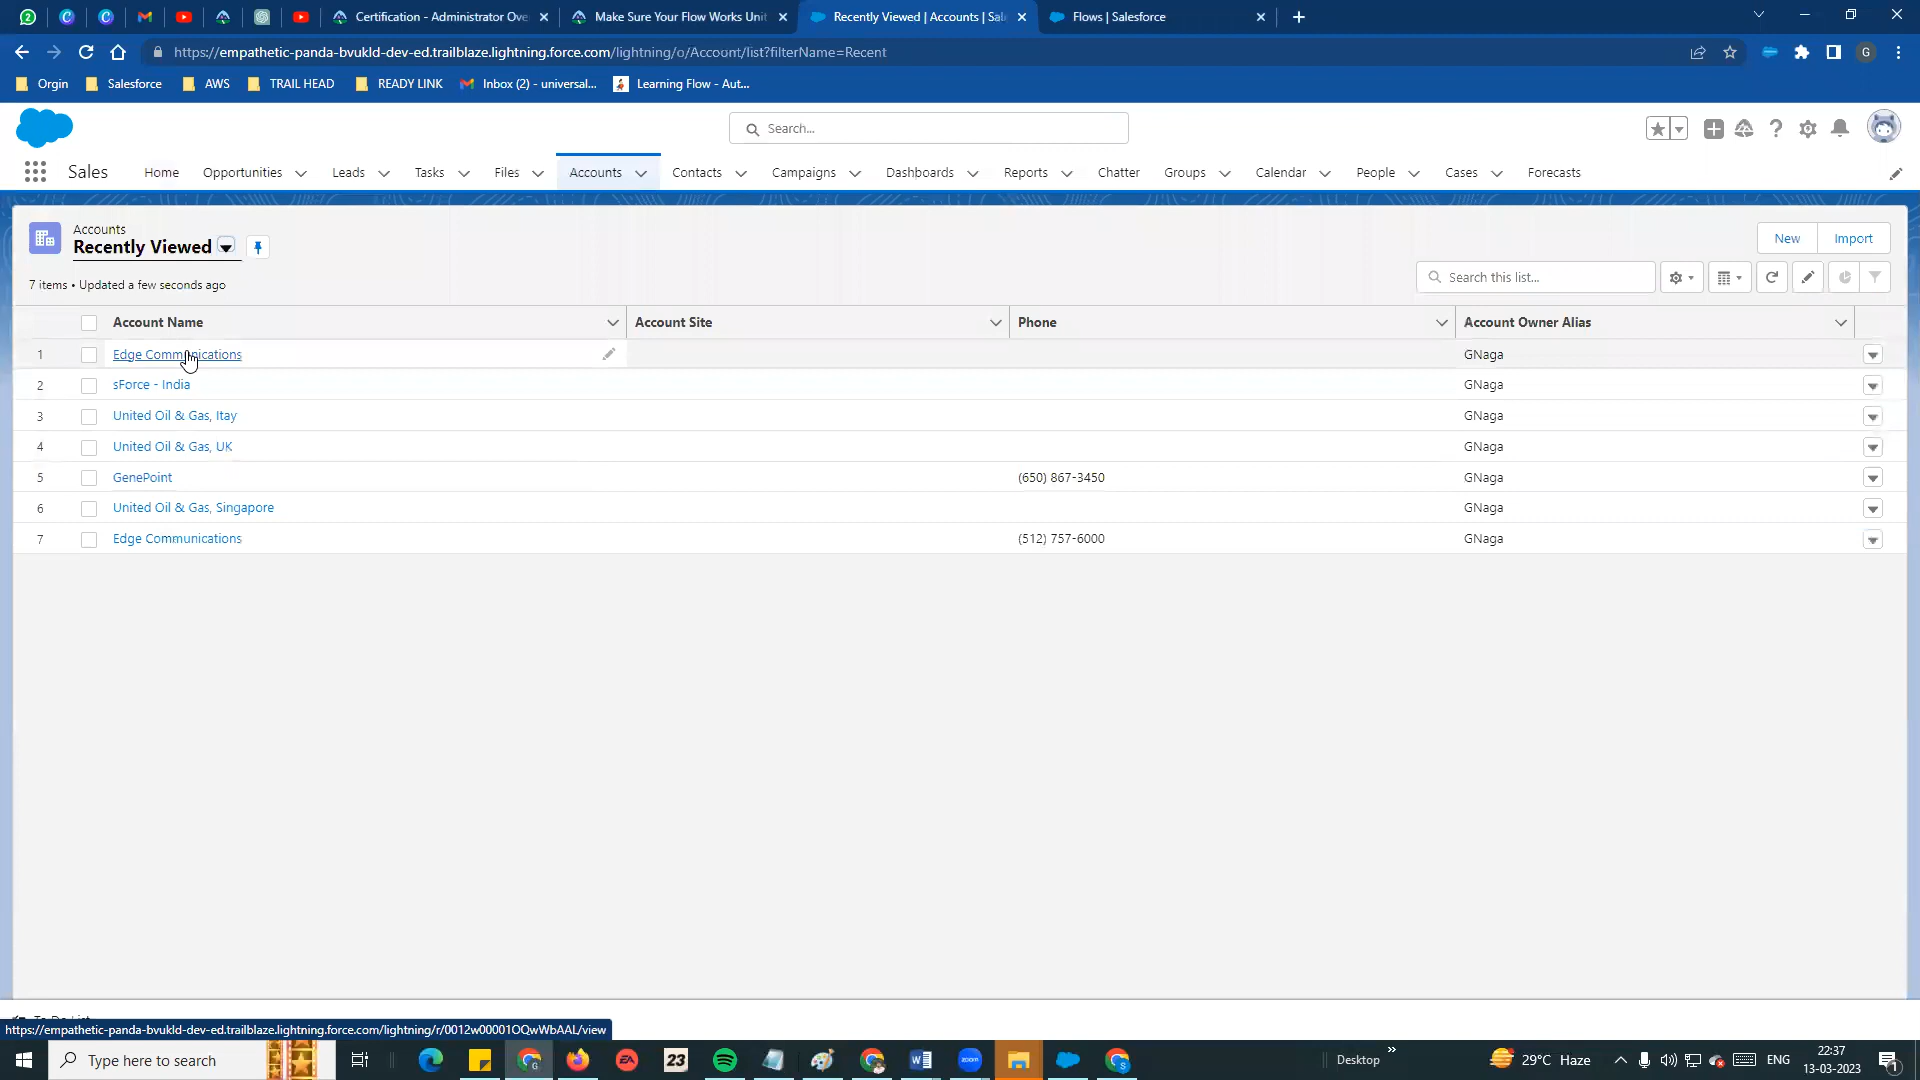 Certification - Administrator Ove
Make Sure Your Flow Works Unit
Recently Viewed | Accounts | Sal
Flows | Salesforce
https://empathetic-panda-bvukld-dev-ed.trailblaze.lightning.force.com/lightning/o/Account/list?filterName=Recent
G
Orgin
Salesforce
AWS
TRAIL HEAD
READY LINK
Inbox (2) - universal...
Learning Flow - Aut...
Search...
Sales
Home
Opportunities
Leads
Tasks
Files
Accounts
Contacts
Campaigns
Dashboards
Reports
Chatter
Groups
Calendar
People
Cases
Forecasts
Accounts
Recently Viewed
New
Import
7 items • Updated a few seconds ago
Search this list...
Account Name
Account Site
Phone
Account Owner Alias
1 Edge Communications GNaga
2 sForce - India GNaga
3 United Oil & Gas, Itay GNaga
4 United Oil & Gas, UK GNaga
5 GenePoint (650) 867-3450 GNaga
6 United Oil & Gas, Singapore GNaga
7 Edge Communications (512) 757-6000 GNaga
To Do List
https://empathetic-panda-bvukld-dev-ed.trailblaze.lightning.force.com/lightning/r/0012w00001OQwWbAAL/view
Type here to search
EA
23
zoom
Desktop
29°C Haze
ENG
22:37
13-03-2023
1